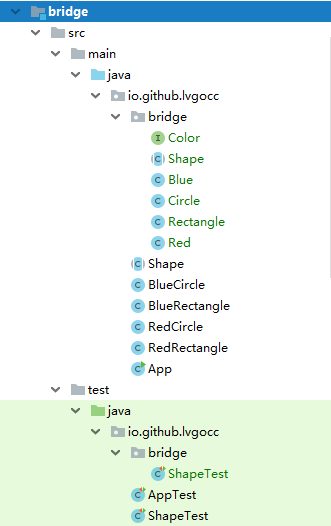 bridge
src
main
java
io.github.lvgocc
bridge
I Color
C Shape
C Blue
C Circle
C Rectangle
C Red
C Shape
C BlueCircle
C BlueRectangle
C RedCircle
C RedRectangle
C App
test
java
io.github.lvgocc
bridge
C ShapeTest
C AppTest
C ShapeTest